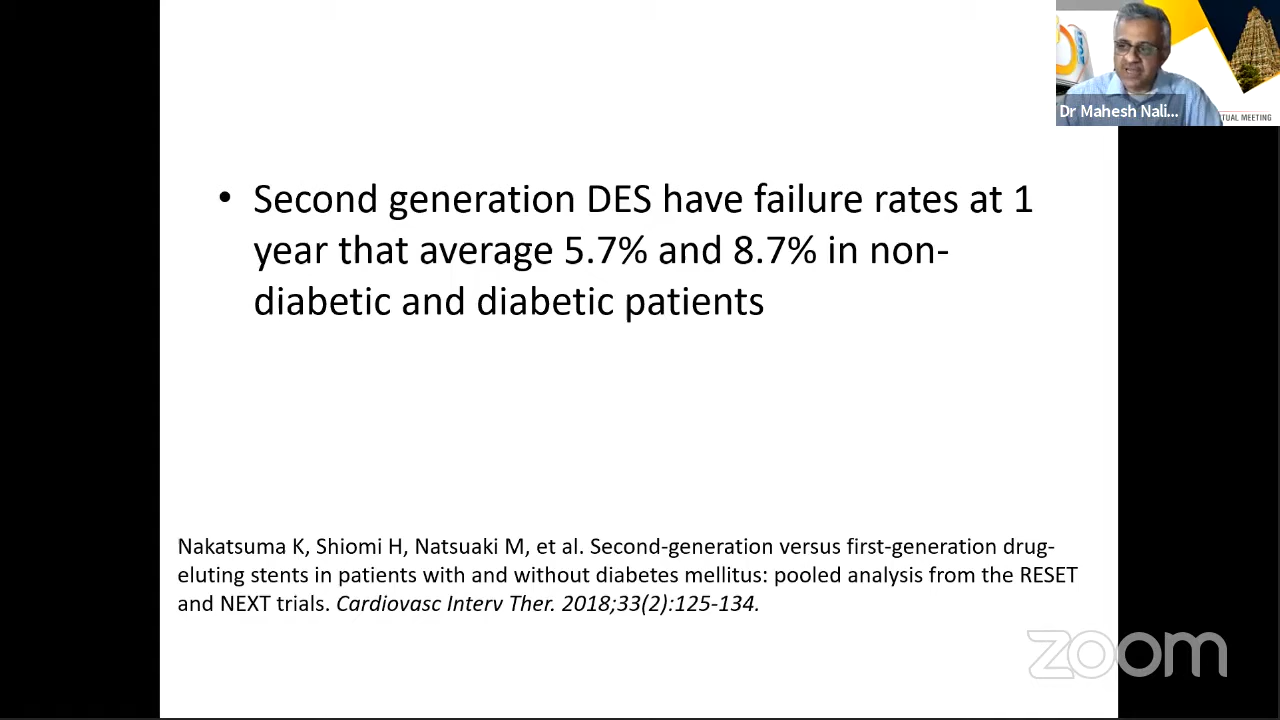 Dr Mahesh Nali...
TUAL MEETING
• Second generation DES have failure rates at 1
year that average 5.7% and 8.7% in non-
diabetic and diabetic patients
Nakatsuma K, Shiomi H, Natsuaki M, et al. Second-generation versus first-generation drug-
eluting stents in patients with and without diabetes mellitus: pooled analysis from the RESET
and NEXT trials. Cardiovasc Interv Ther. 2018;33(2):125-134.
zoom